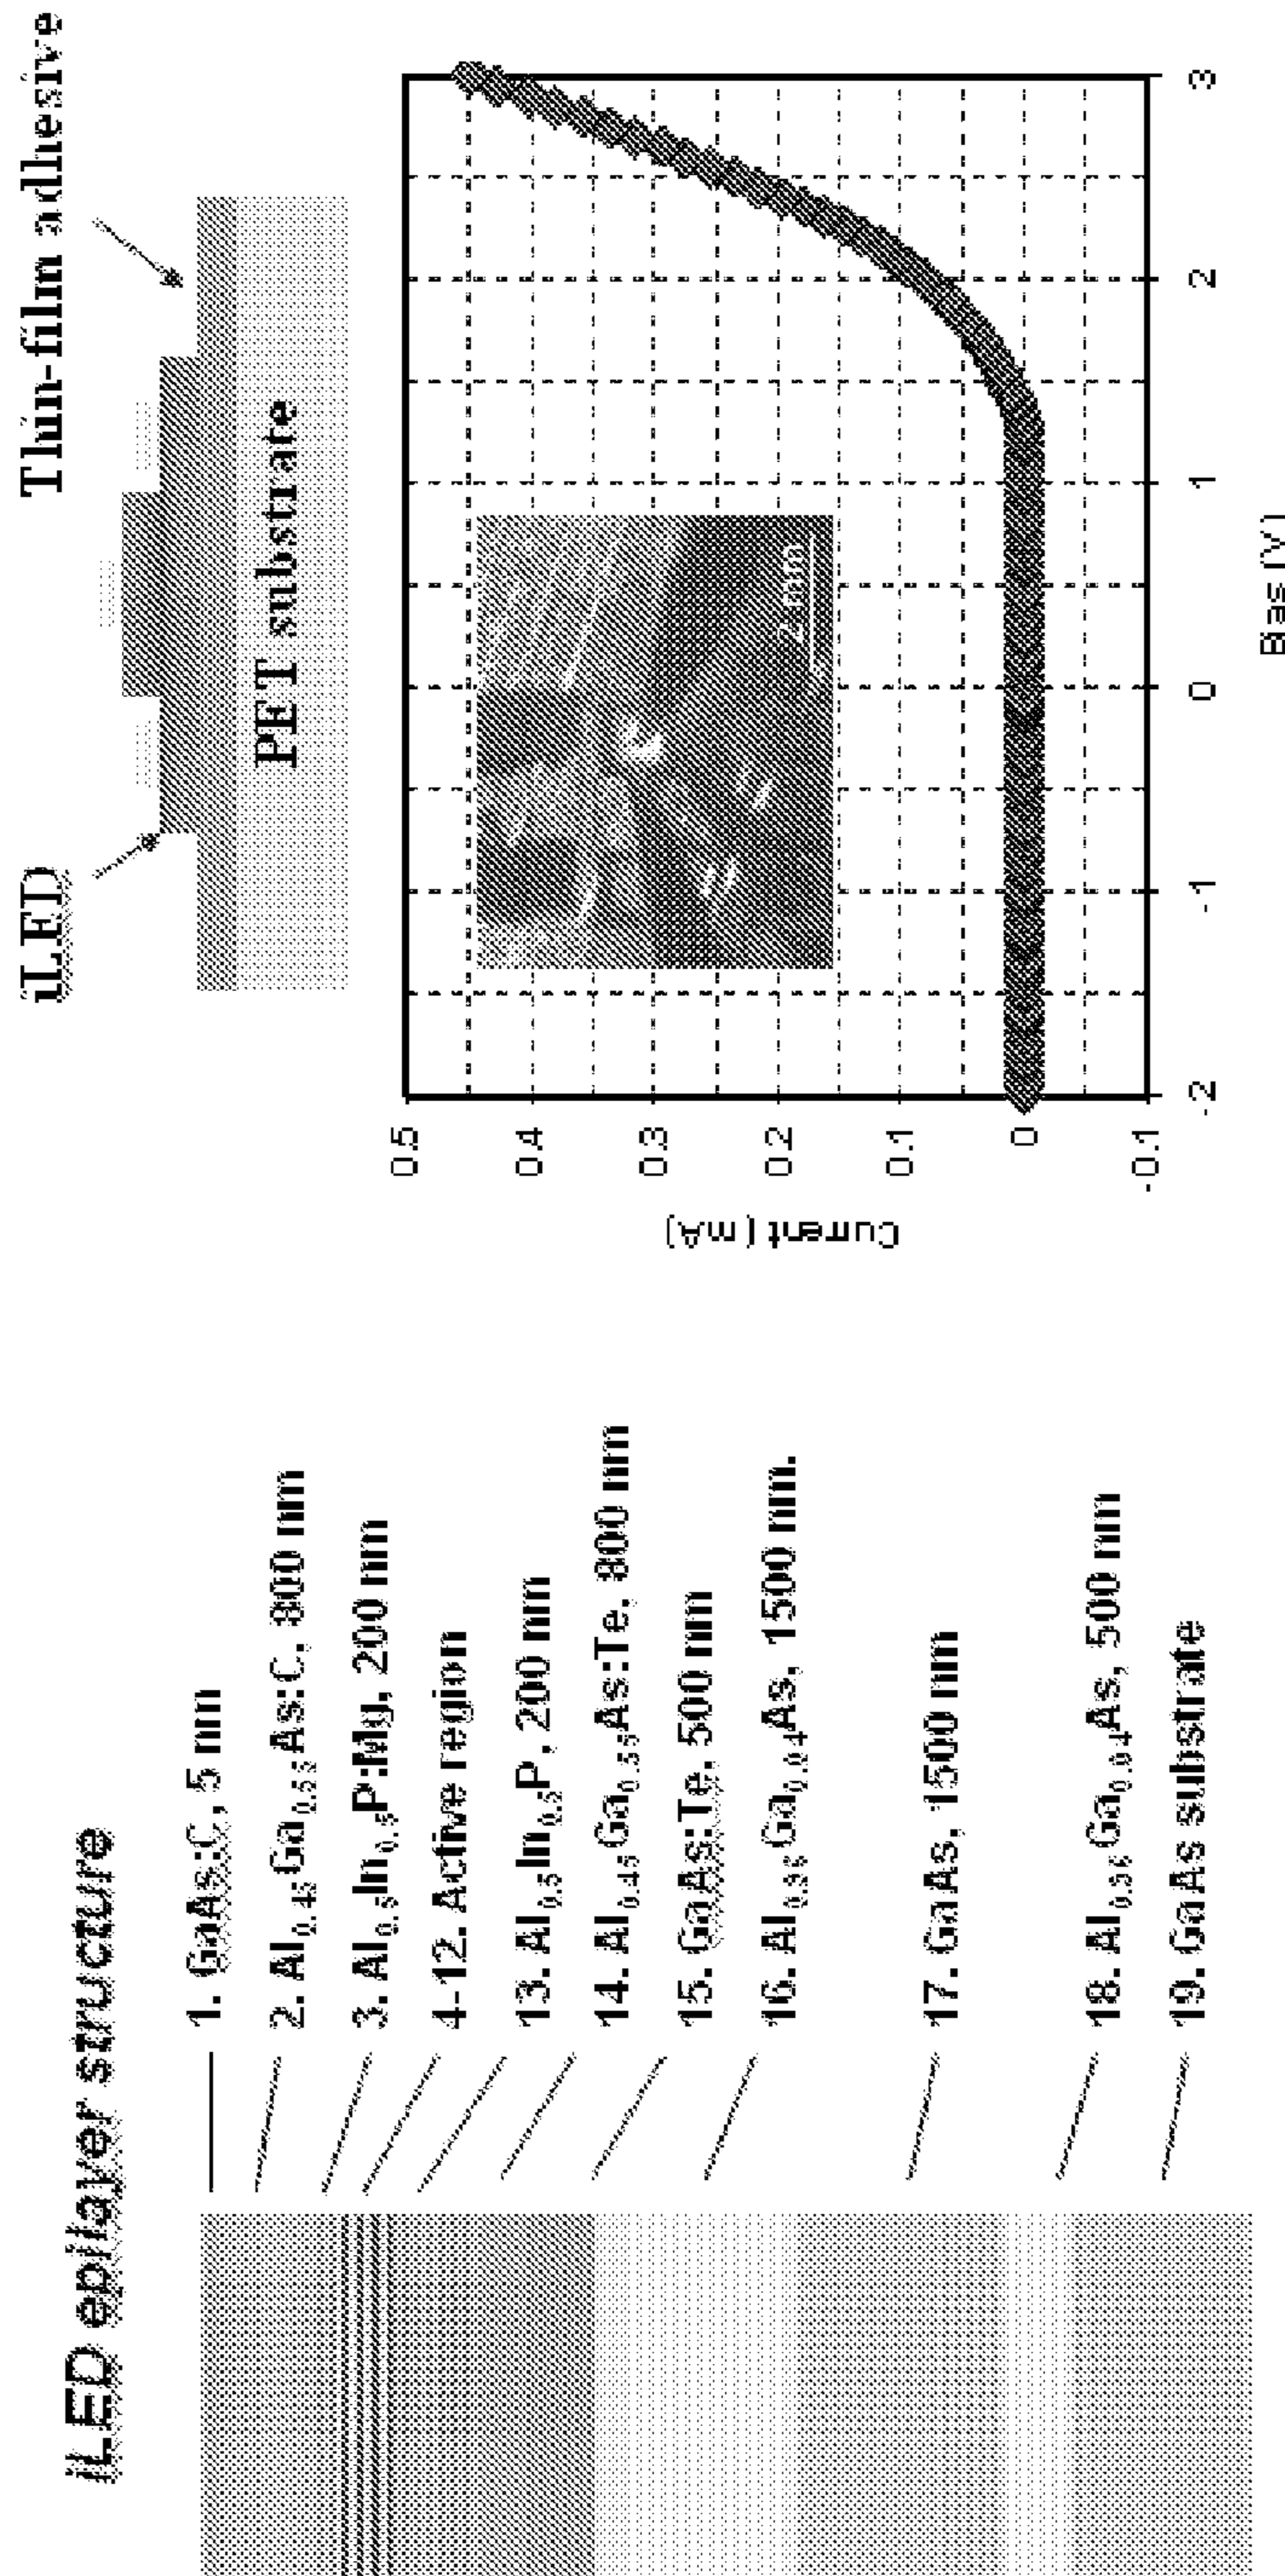 iLED epilayer structure
1. GaAs:C, 5 nm
2. Al0.45Ga0.55As:C, 800 nm
3. Al0.5In0.5P:Mg, 200 nm
4-12. Active region
13. Al0.5In0.5P, 200 nm
14. Al0.45Ga0.55As:Te, 800 nm
15. GaAs:Te, 500 nm
16. Al0.96Ga0.04As, 1500 nm.
17. GaAs, 1500 nm
18. Al0.96Ga0.04As, 500 nm
19. GaAs substrate
iLED
Thin-film adhesive
PET substrate
0.5
0.4
0.3
0.2
0.1
0
-0.1
Current (mA)
2 mm
-2
-1
0
1
2
3
Bias (V)